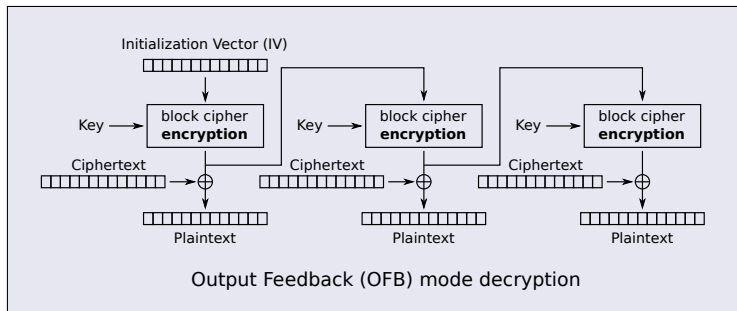 Initialization Vector (IV)
Key
block cipher
encryption
Key
block cipher
encryption
Key
block cipher
encryption
Ciphertext
Ciphertext
Ciphertext
Plaintext
Plaintext
Plaintext
Output Feedback (OFB) mode decryption